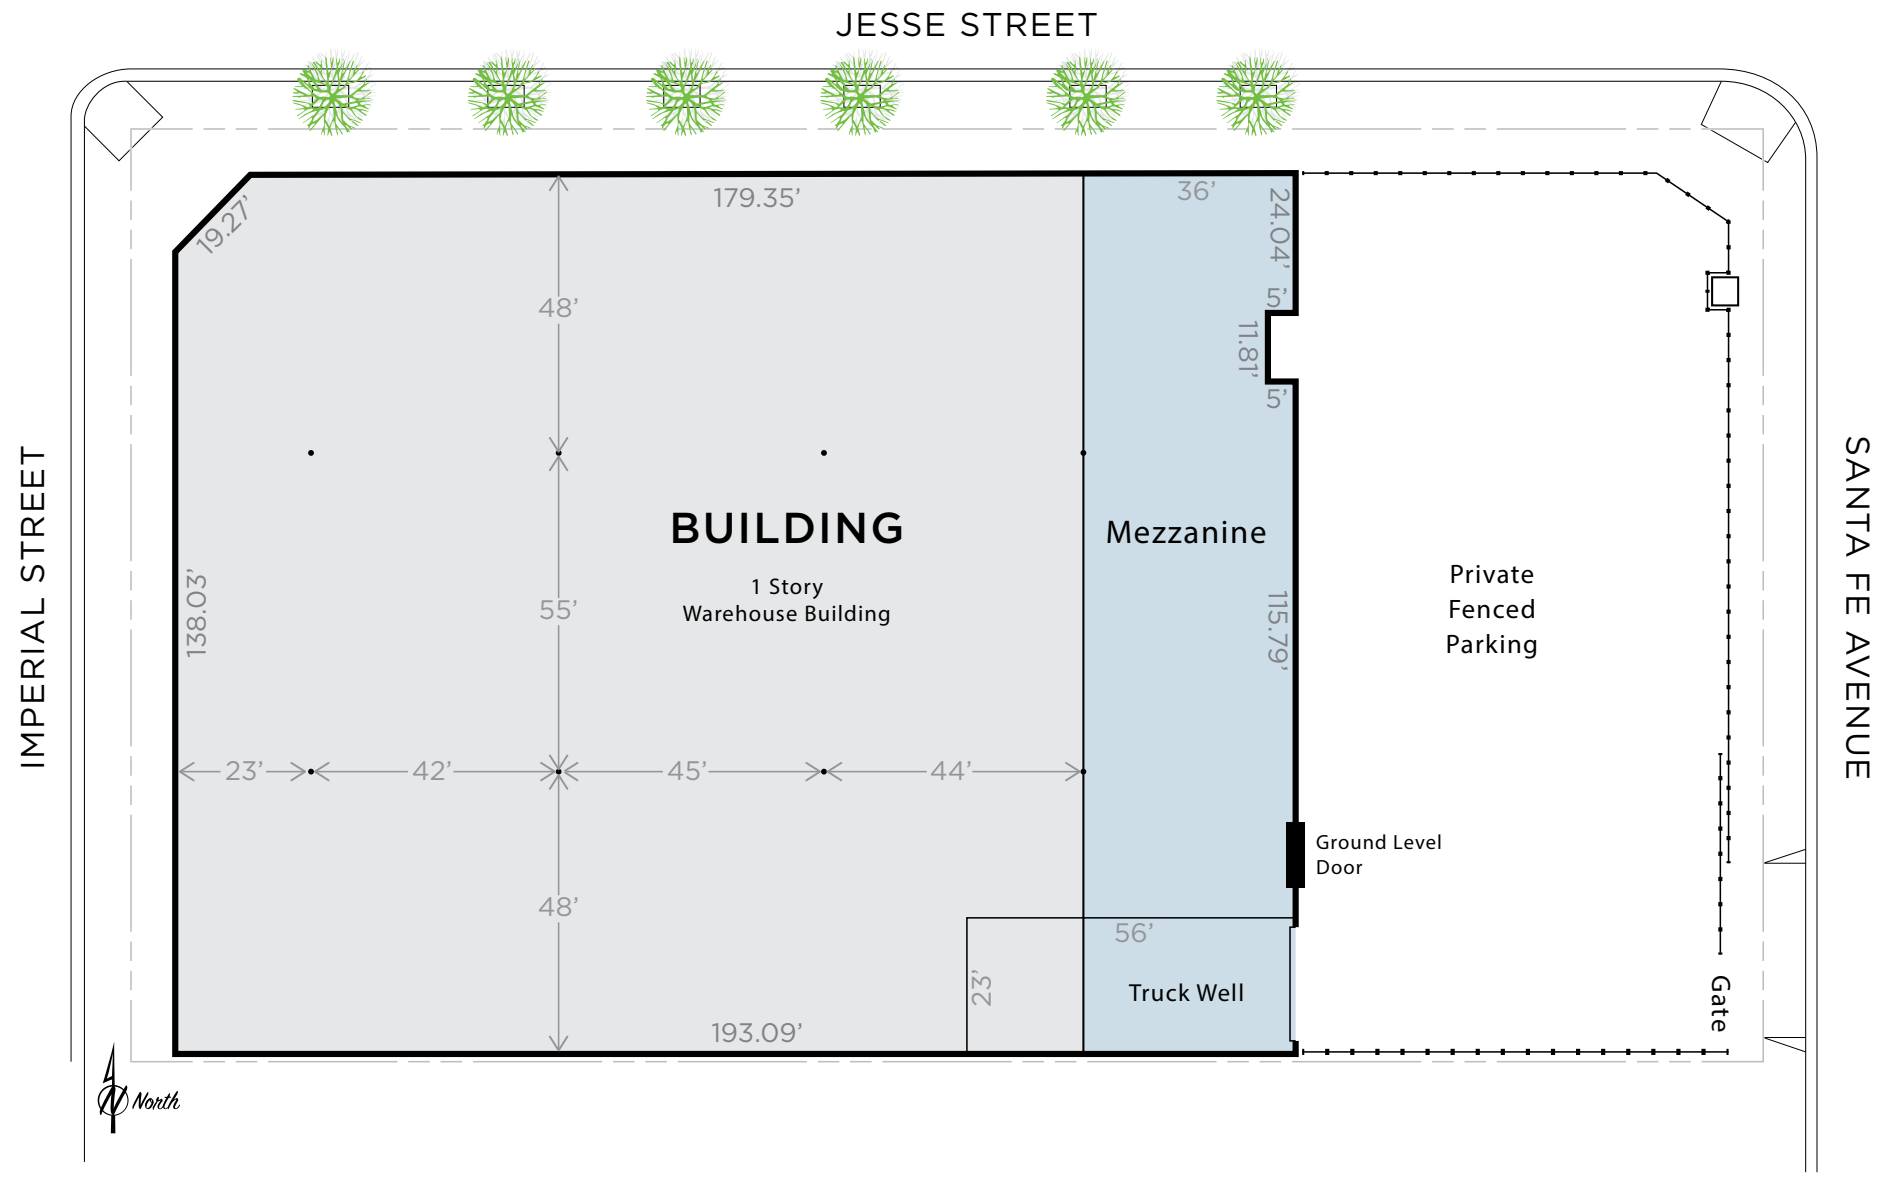 JESSE STREET
179.35’
36’
24.04’
19.27’
5’
48’
11.81’
5’
IMPERIAL STREET
SANTA FE AVENUE
BUILDING
Mezzanine
1 Story
Warehouse Building
Private
Fenced
Parking
138.03’
55’
115.79’
23’
42’
45’
44’
Ground Level
Door
48’
56’
23’
Truck Well
Gate
193.09’
N
North